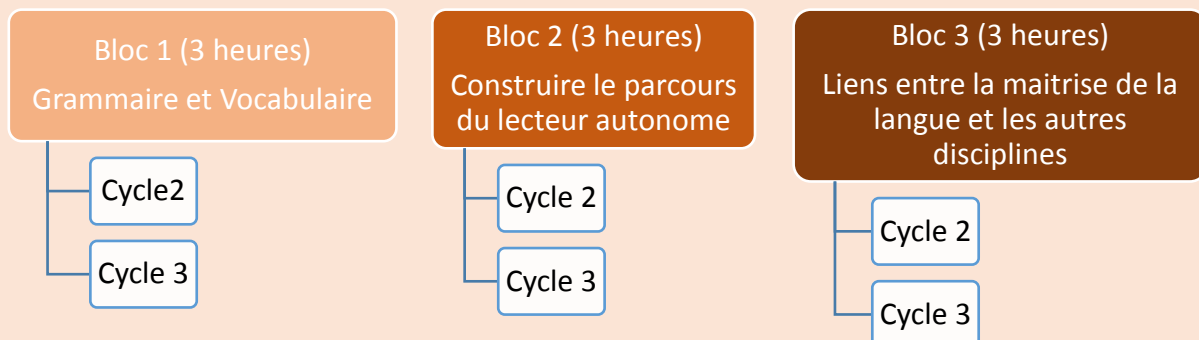 Bloc 1 (3 heures)
Grammaire et Vocabulaire
Cycle2
Cycle 3
Bloc 2 (3 heures)
Construire le parcours
du lecteur autonome
Cycle 2
Cycle 3
Bloc 3 (3 heures)
Liens entre la maitrise de la
langue et les autres
disciplines
Cycle 2
Cycle 3